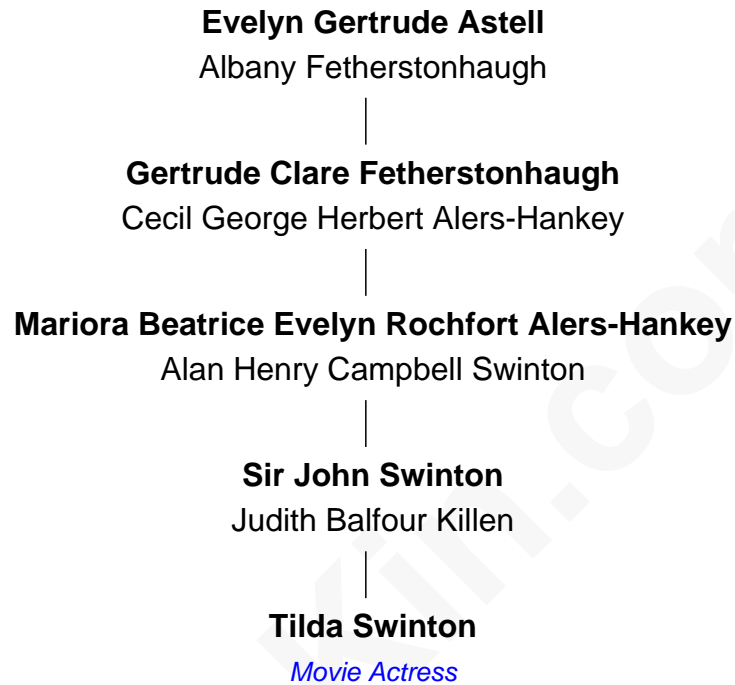 Evelyn Gertrude Astell
Albany Fetherstonhaugh
Gertrude Clare Fetherstonhaugh
Cecil George Herbert Alers-Hankey
Mariora Beatrice Evelyn Rochfort Alers-Hankey
Alan Henry Campbell Swinton
Sir John Swinton
Judith Balfour Killen
Tilda Swinton
Movie Actress